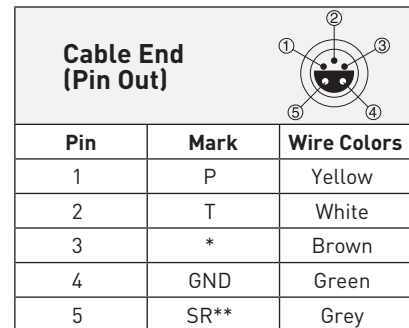 Cable End
(Pin Out)
①
②
③
⑤
④
Pin Mark Wire Colors
1 P Yellow
2 T White
3 * Brown
4 GND Green
5 SR** Grey